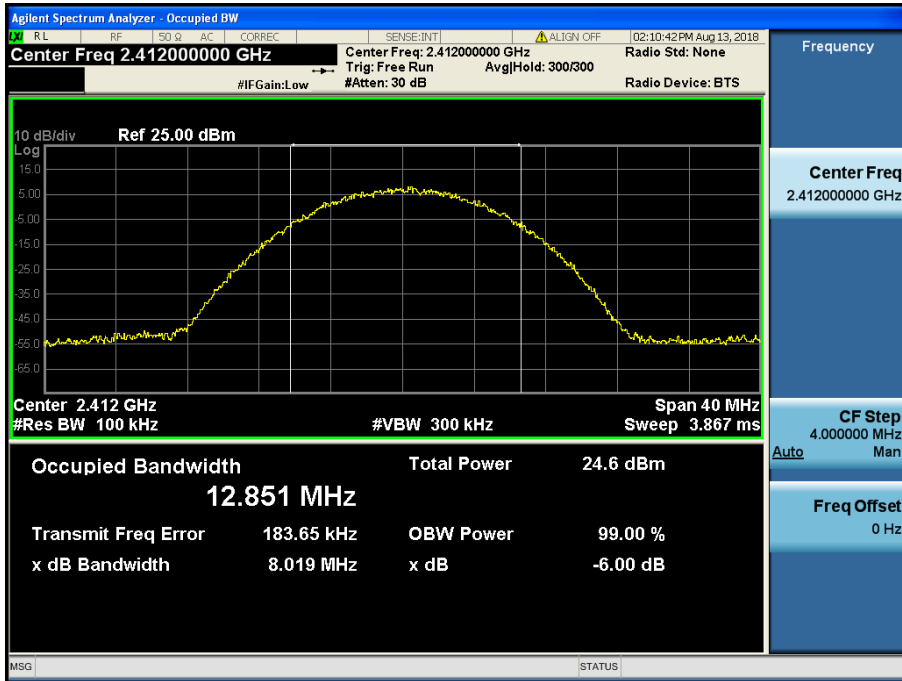 Agilent Spectrum Analyzer - Occupied BW
LXI RL RF 50 Ω AC CORREC SENSE:INT ALIGN OFF 02:10:42 PM Aug 13, 2018
Center Freq 2.412000000 GHz
Center Freq: 2.412000000 GHz Radio Std: None
Trig: Free Run Avg|Hold: 300/300
#IFGain:Low #Atten: 30 dB Radio Device: BTS
10 dB/div Ref 25.00 dBm
Log
15.0
5.00
-5.00
-15.0
-25.0
-35.0
-45.0
-55.0
-65.0
Center 2.412 GHz Span 40 MHz
#Res BW 100 kHz #VBW 300 kHz Sweep 3.867 ms
Occupied Bandwidth Total Power 24.6 dBm
12.851 MHz
Transmit Freq Error 183.65 kHz OBW Power 99.00 %
x dB Bandwidth 8.019 MHz x dB -6.00 dB
MSG STATUS
Frequency
Center Freq
2.412000000 GHz
CF Step
4.000000 MHz
Auto Man
Freq Offset
0 Hz